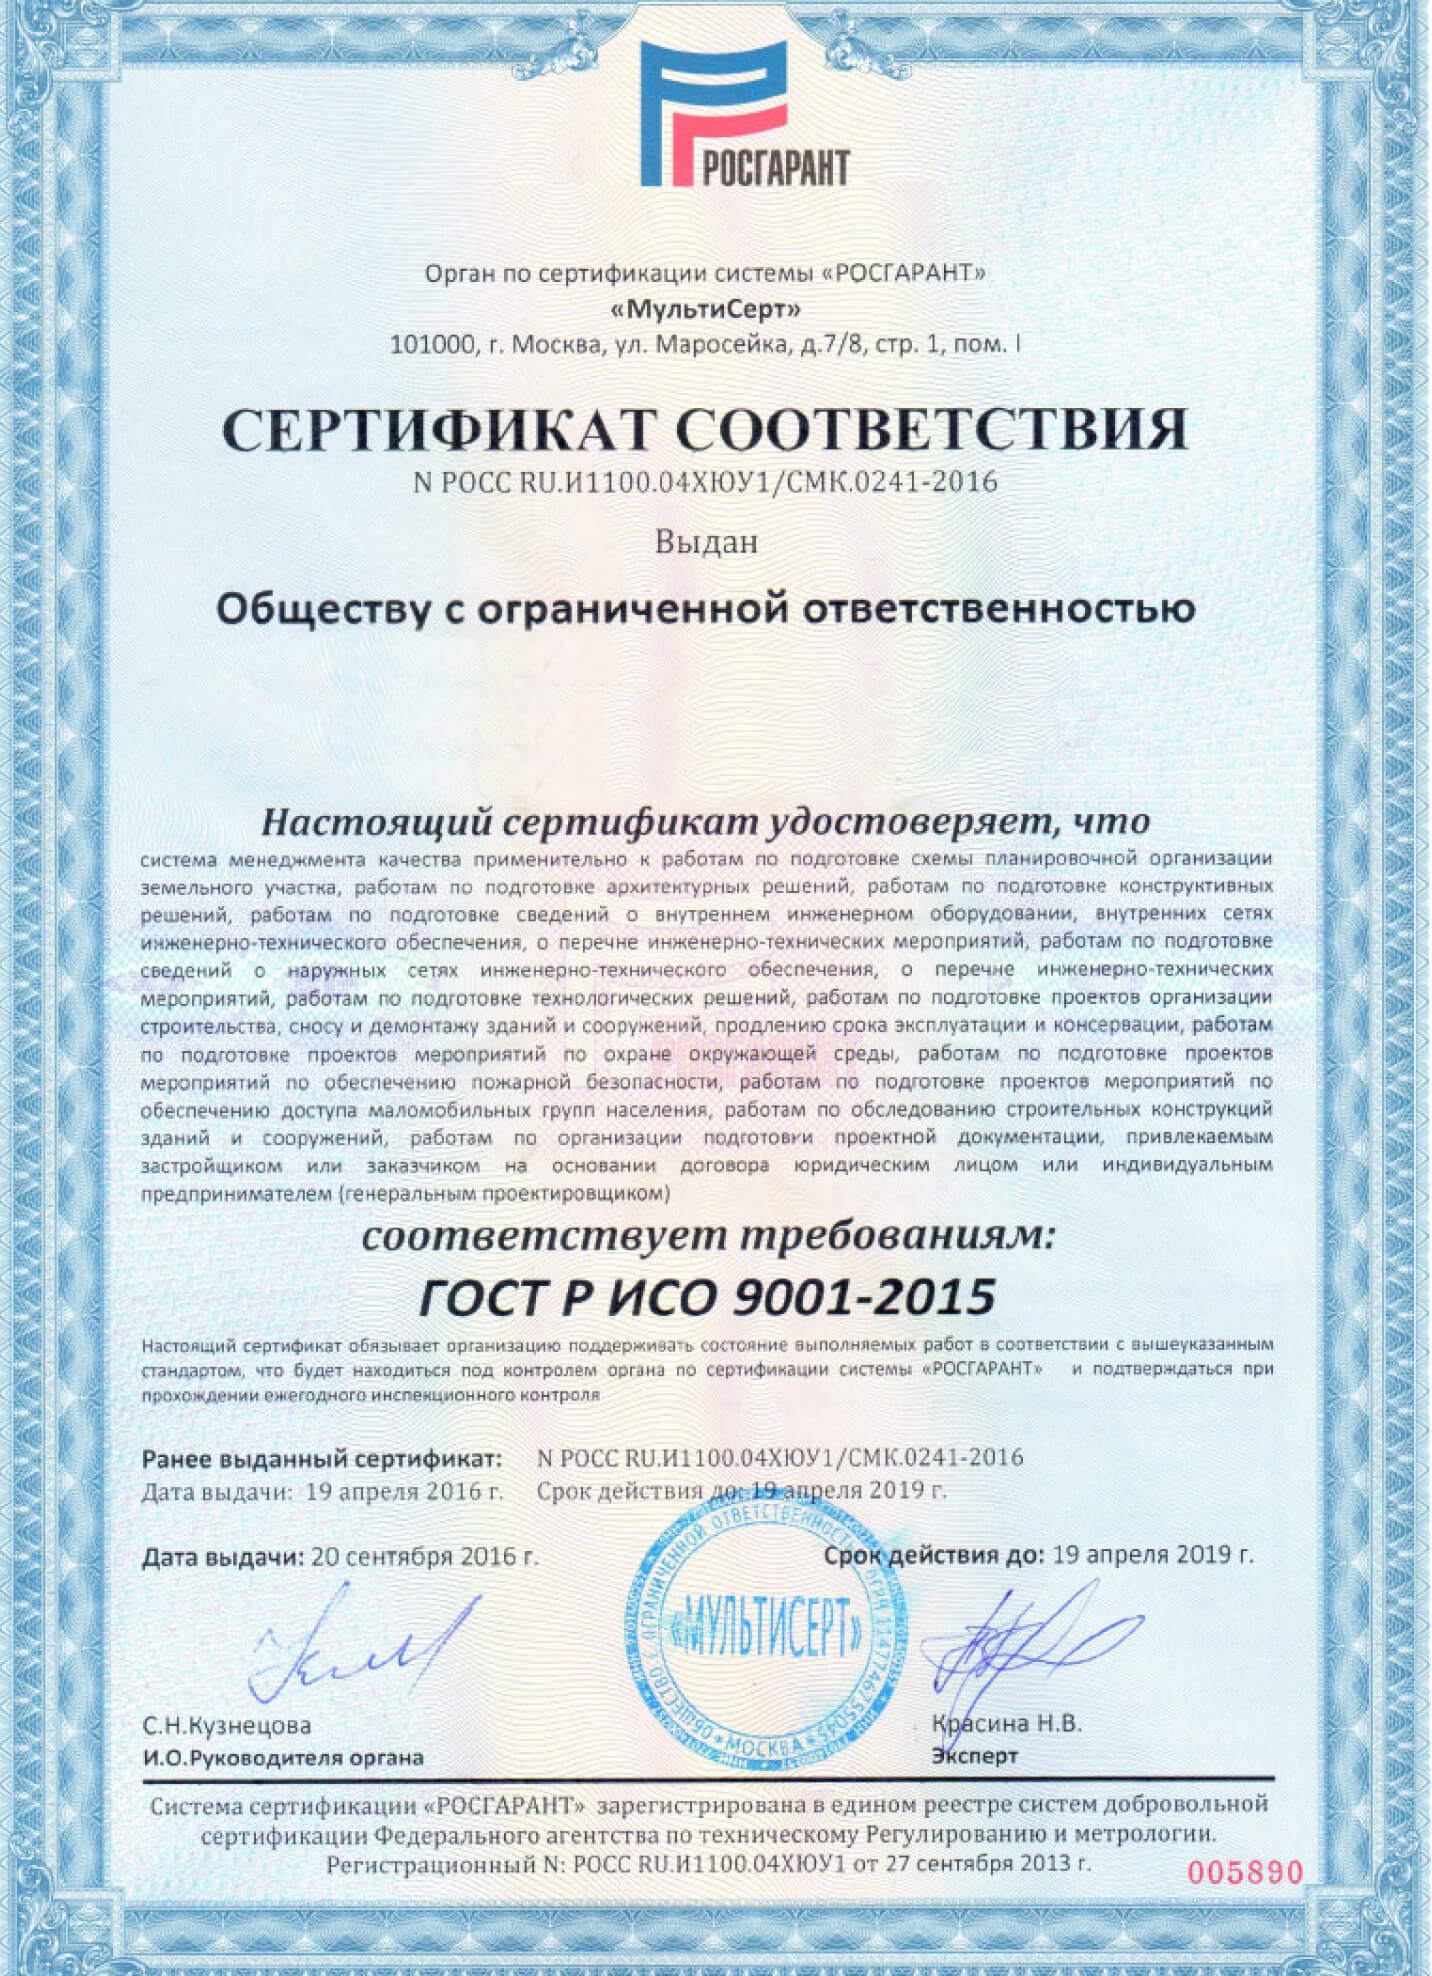 РОСГАРАНТ
Орган по сертификации системы «РОСГАРАНТ»
«МультиСерт»
101000, г. Москва, ул. Маросейка, д.7/8, стр. 1, пом. I
СЕРТИФИКАТ СООТВЕТСТВИЯ
N РОСС RU.И1100.04ХЮУ1/СМК.0241-2016
Выдан
Обществу с ограниченной ответственностью
Настоящий сертификат удостоверяет, что
система менеджмента качества применительно к работам по подготовке схемы планировочной организации
земельного участка, работам по подготовке архитектурных решений, работам по подготовке конструктивных
решений, работам по подготовке сведений о внутреннем инженерном оборудовании, внутренних сетях
инженерно-технического обеспечения, о перечне инженерно-технических мероприятий, работам по подготовке
сведений о наружных сетях инженерно-технического обеспечения, о перечне инженерно-технических
мероприятий, работам по подготовке технологических решений, работам по подготовке проектов организации
строительства, сносу и демонтажу зданий и сооружений, продлению срока эксплуатации и консервации, работам
по подготовке проектов мероприятий по охране окружающей среды, работам по подготовке проектов
мероприятий по обеспечению пожарной безопасности, работам по подготовке проектов мероприятий по
обеспечению доступа маломобильных групп населения, работам по обследованию строительных конструкций
зданий и сооружений, работам по организации подготовки проектной документации, привлекаемым
застройщиком или заказчиком на основании договора юридическим лицом или индивидуальным
предпринимателем (генеральным проектировщиком)
соответствует требованиям:
ГОСТ Р ИСО 9001-2015
Настоящий сертификат обязывает организацию поддерживать состояние выполняемых работ в соответствии с вышеуказанным
стандартом, что будет находиться под контролем органа по сертификации системы «РОСГАРАНТ» и подтверждаться при
прохождении ежегодного инспекционного контроля
Ранее выданный сертификат: N РОСС RU.И1100.04ХЮУ1/СМК.0241-2016
Дата выдачи: 19 апреля 2016 г. Срок действия до: 19 апреля 2019 г.
Дата выдачи: 20 сентября 2016 г. Срок действия до: 19 апреля 2019 г.
ОБЩЕСТВО С ОГРАНИЧЕННОЙ ОТВЕТСТВЕННОСТЬЮ
«МУЛЬТИСЕРТ»
МОСКВА
С.Н.Кузнецова Красина Н.В.
И.О.Руководителя органа Эксперт
Система сертификации «РОСГАРАНТ» зарегистрирована в едином реестре систем добровольной
сертификации Федерального агентства по техническому Регулированию и метрологии.
Регистрационный N: РОСС RU.И1100.04ХЮУ1 от 27 сентября 2013 г.
005890